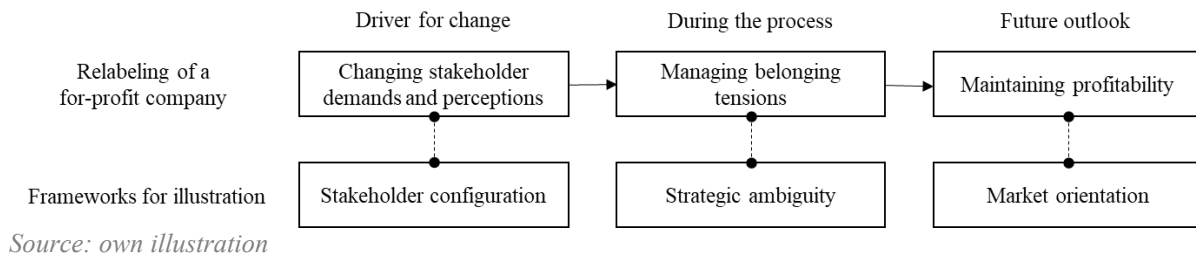 Driver for change
During the process
Future outlook
Relabeling of a
for-profit company
Changing stakeholder
demands and perceptions
Managing belonging
tensions
Maintaining profitability
Frameworks for illustration
Stakeholder configuration
Strategic ambiguity
Market orientation
Source: own illustration